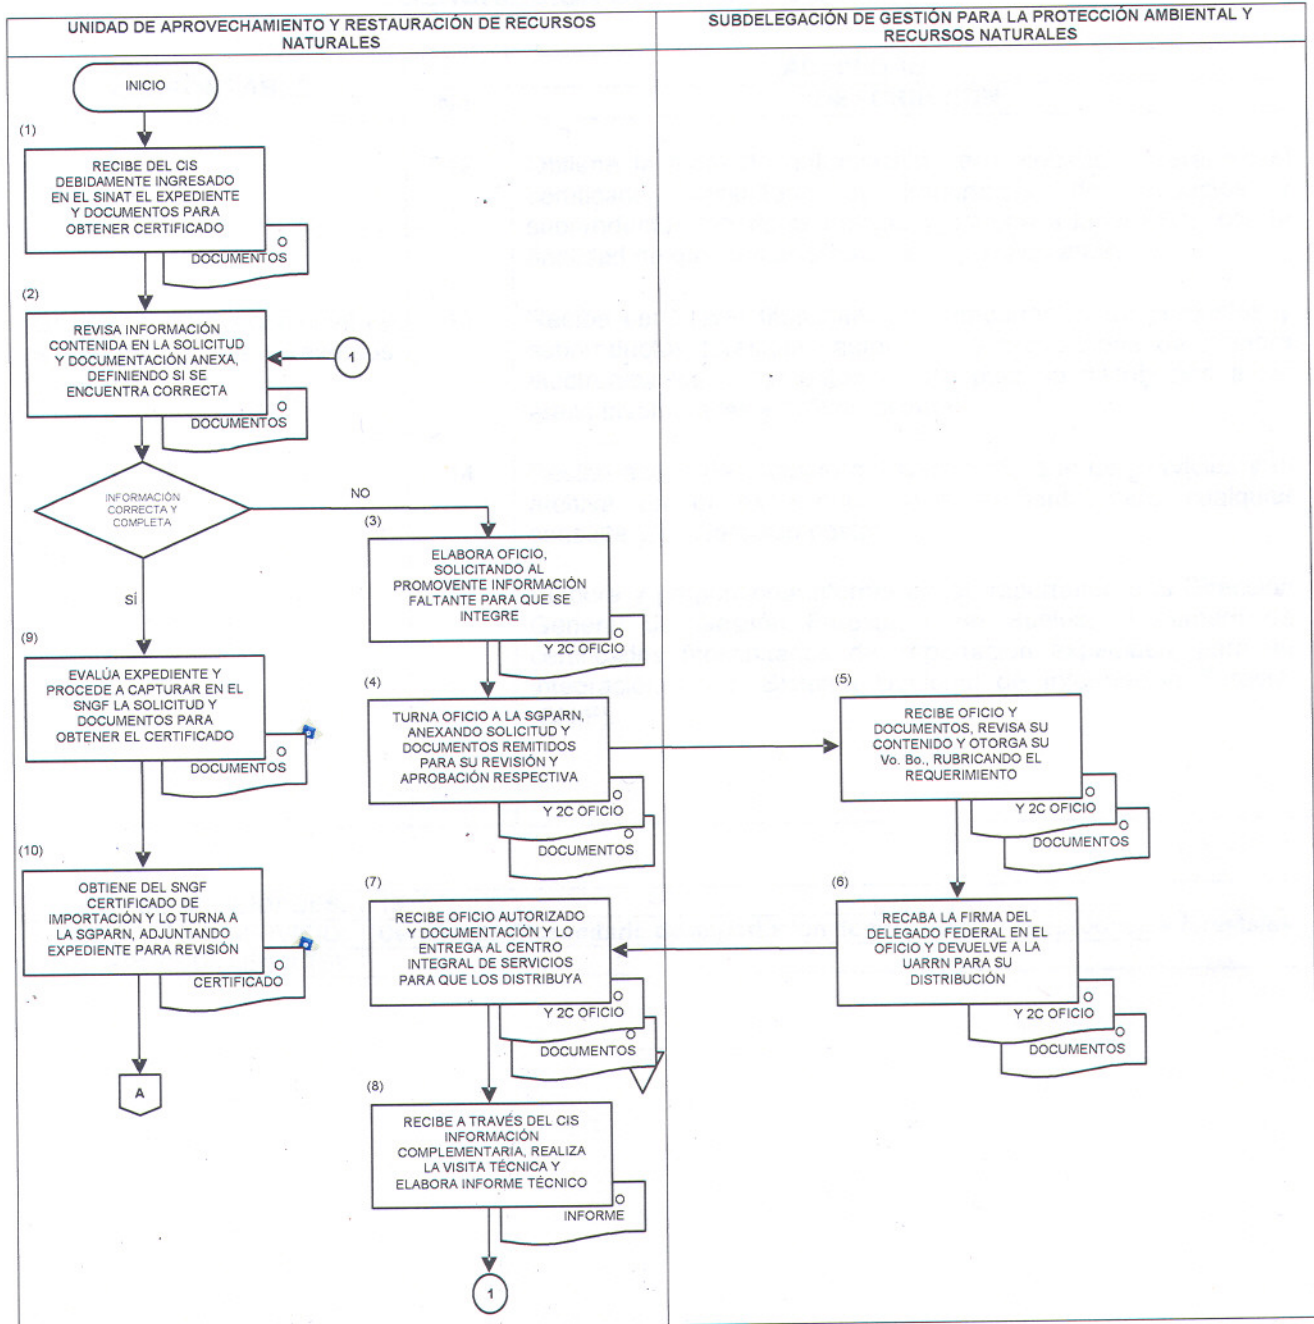 UNIDAD DE APROVECHAMIENTO Y RESTAURACIÓN DE RECURSOS
NATURALES
SUBDELEGACIÓN DE GESTIÓN PARA LA PROTECCIÓN AMBIENTAL Y
RECURSOS NATURALES
INICIO
(1)
RECIBE DEL CIS
DEBIDAMENTE INGRESADO
EN EL SINAT EL EXPEDIENTE
Y DOCUMENTOS PARA
OBTENER CERTIFICADO
O
DOCUMENTOS
(2)
REVISA INFORMACIÓN
CONTENIDA EN LA SOLICITUD
Y DOCUMENTACIÓN ANEXA,
DEFINIENDO SI SE
ENCUENTRA CORRECTA
1
O
DOCUMENTOS
INFORMACIÓN
CORRECTA Y
COMPLETA
NO
SÍ
(3)
ELABORA OFICIO,
SOLICITANDO AL
PROMOVENTE INFORMACIÓN
FALTANTE PARA QUE SE
INTEGRE
O
Y 2C OFICIO
(9)
EVALÚA EXPEDIENTE Y
PROCEDE A CAPTURAR EN EL
SNGF LA SOLICITUD Y
DOCUMENTOS PARA
OBTENER EL CERTIFICADO
O
DOCUMENTOS
(4)
TURNA OFICIO A LA SGPARN,
ANEXANDO SOLICITUD Y
DOCUMENTOS REMITIDOS
PARA SU REVISIÓN Y
APROBACIÓN RESPECTIVA
O
Y 2C OFICIO
O
DOCUMENTOS
(5)
RECIBE OFICIO Y
DOCUMENTOS, REVISA SU
CONTENIDO Y OTORGA SU
Vo. Bo., RUBRICANDO EL
REQUERIMIENTO
O
Y 2C OFICIO
O
DOCUMENTOS
(10)
OBTIENE DEL SNGF
CERTIFICADO DE
IMPORTACIÓN Y LO TURNA A
LA SGPARN, ADJUNTANDO
EXPEDIENTE PARA REVISIÓN
O
CERTIFICADO
A
(7)
RECIBE OFICIO AUTORIZADO
Y DOCUMENTACIÓN Y LO
ENTREGA AL CENTRO
INTEGRAL DE SERVICIOS
PARA QUE LOS DISTRIBUYA
O
Y 2C OFICIO
O
DOCUMENTOS
(6)
RECABA LA FIRMA DEL
DELEGADO FEDERAL EN EL
OFICIO Y DEVUELVE A LA
UARRN PARA SU
DISTRIBUCIÓN
O
Y 2C OFICIO
O
DOCUMENTOS
(8)
RECIBE A TRAVÉS DEL CIS
INFORMACIÓN
COMPLEMENTARIA, REALIZA
LA VISITA TÉCNICA Y
ELABORA INFORME TÉCNICO
O
INFORME
1